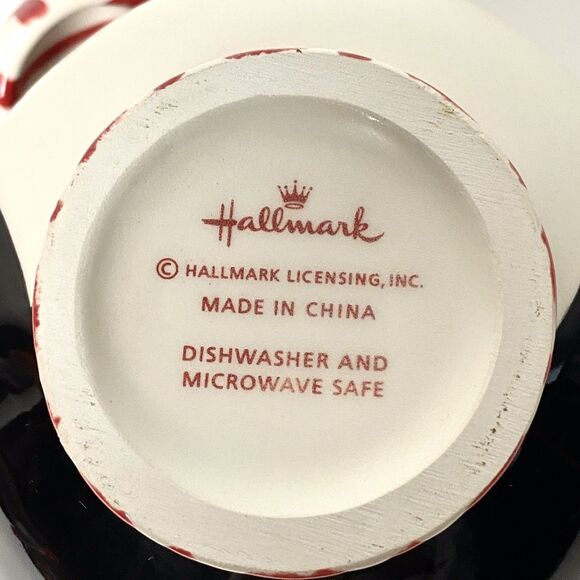 Hallmark
© HALLMARK LICENSING, INC.
MADE IN CHINA
DISHWASHER AND
MICROWAVE SAFE